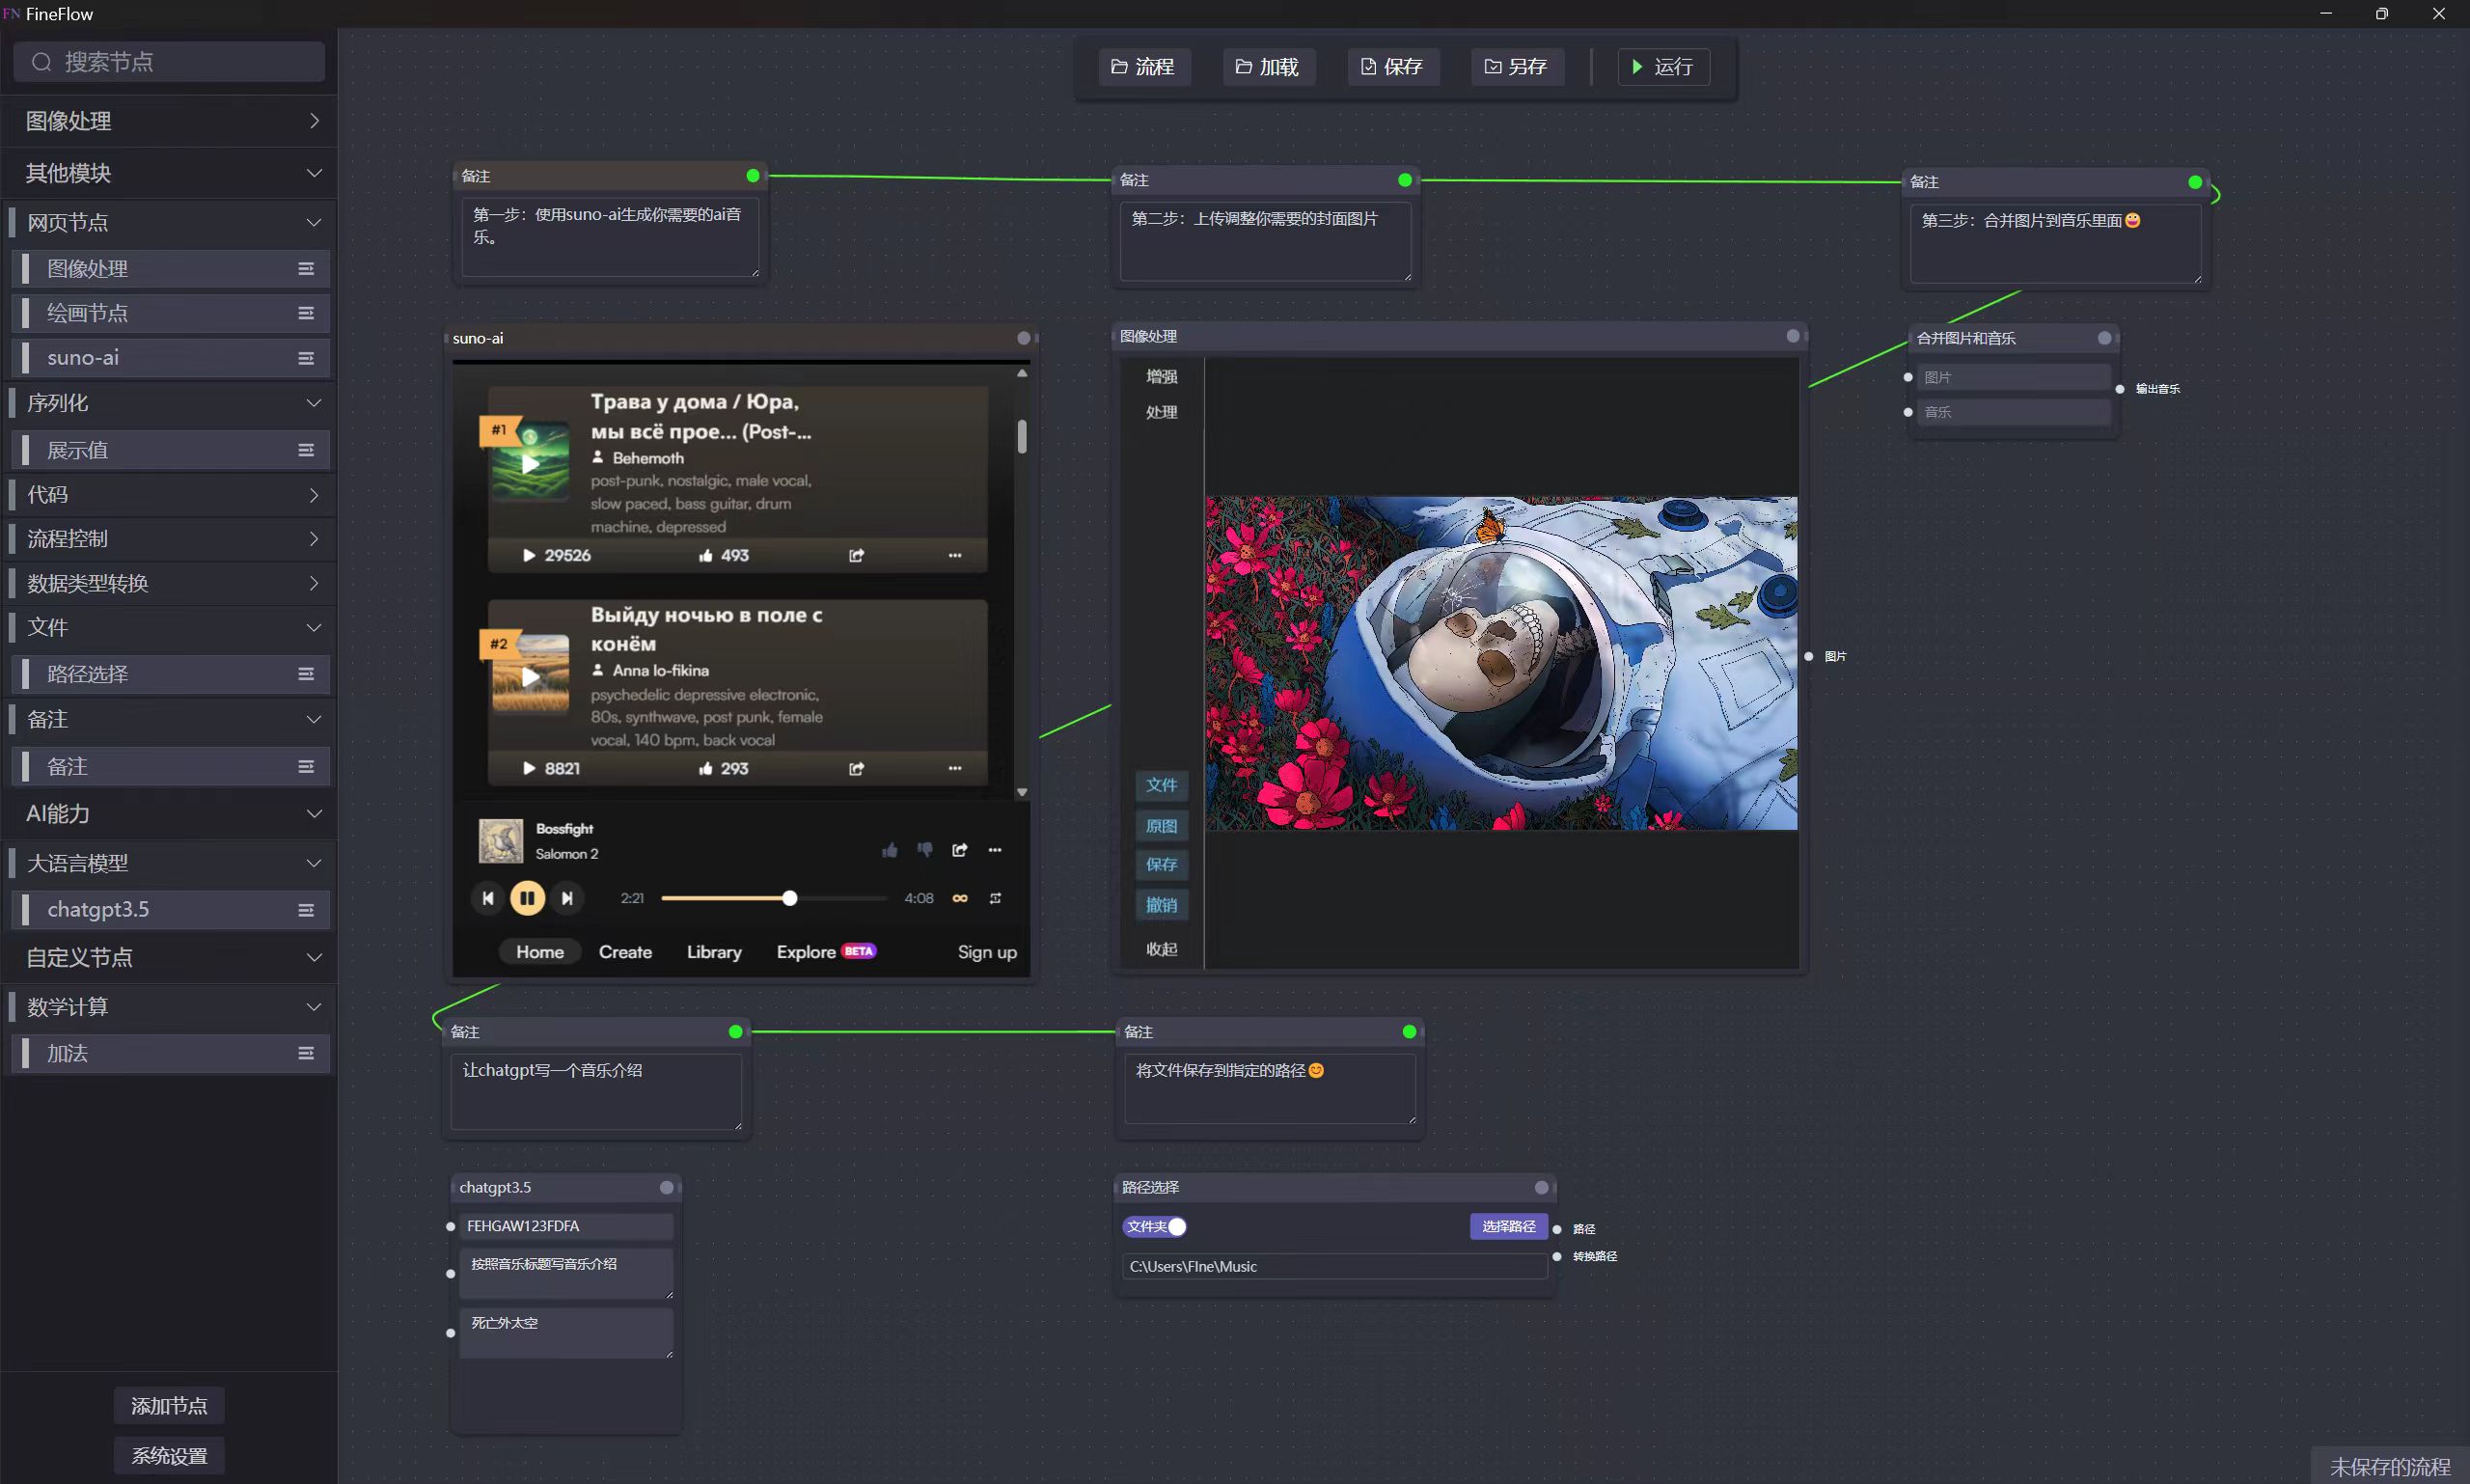 FN FineFlow
搜索节点
图像处理
其他模块
网页节点
图像处理
绘画节点
suno-ai
序列化
展示值
代码
流程控制
数据类型转换
文件
路径选择
备注
备注
AI能力
大语言模型
chatgpt3.5
自定义节点
数学计算
加法
添加节点
系统设置
流程 加载 保存 另存 运行
备注
第一步：使用suno-ai生成你需要的ai音
乐。
备注
第二步：上传调整你需要的封面图片
备注
第三步：合并图片到音乐里面😀
suno-ai
#1
Трава у дома / Юра,
мы всё прое... (Post-...
Behemoth
post-punk, nostalgic, male vocal,
slow paced, bass guitar, drum
machine, depressed
29526 493
#2
Выйду ночью в поле с
конём
Anna lo-fikina
psychedelic depressive electronic,
80s, synthwave, post punk, female
vocal, 140 bpm, back vocal
8821 293
Bossfight
Salomon 2
2:21 4:08
Home Create Library Explore BETA Sign up
图像处理
增强
处理
文件
原图
保存
撤销
收起
图片
合并图片和音乐
图片
音乐
输出音乐
备注
让chatgpt写一个音乐介绍
备注
将文件保存到指定的路径😊
chatgpt3.5
FEHGAW123FDFA
按照音乐标题写音乐介绍
死亡外太空
路径选择
文件夹 选择路径 路径
转换路径
C:\Users\FIne\Music
未保存的流程